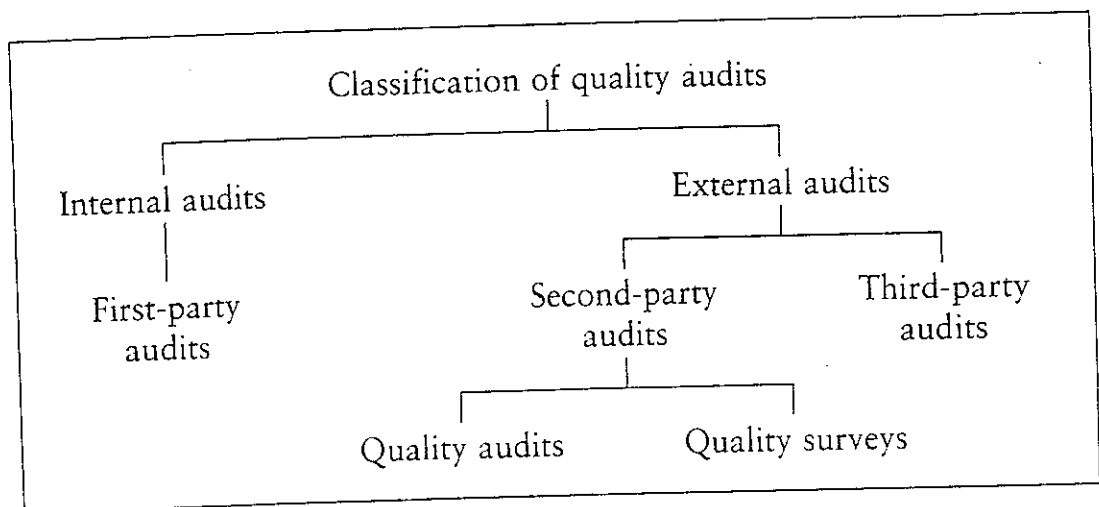 Classification of quality audits
Internal audits
External audits
First-party
audits
Second-party
audits
Third-party
audits
Quality audits
Quality surveys